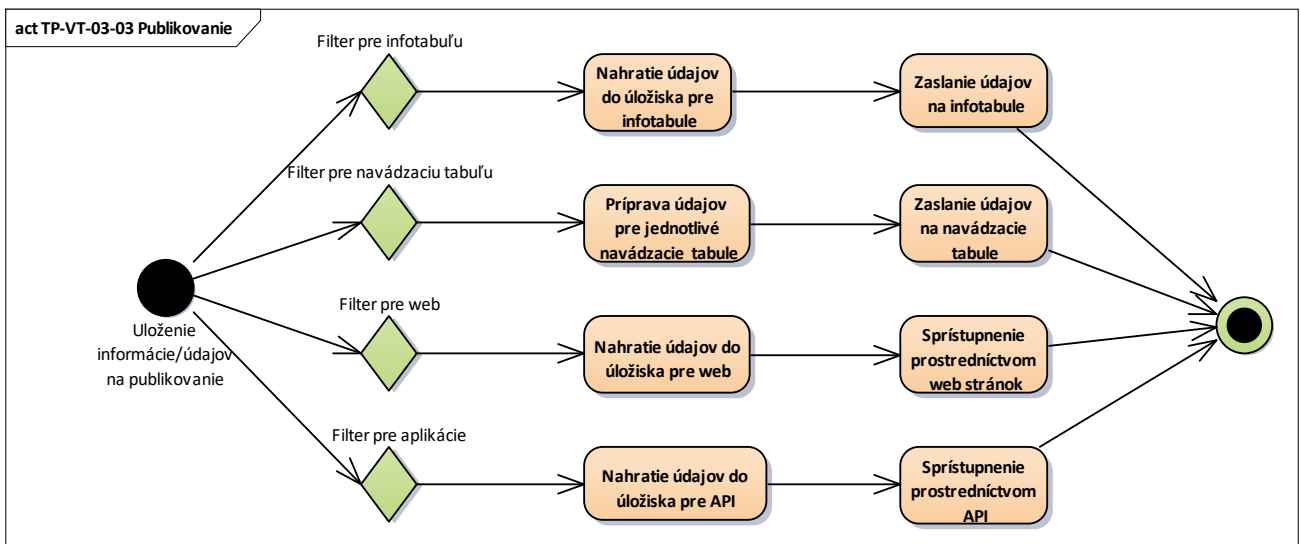 act TP-VT-03-03 Publikovanie
Filter pre infotabuľu
Nahratie údajov
do úložiska pre
infotabule
Zaslanie údajov
na infotabule
Filter pre navádzaciu tabuľu
Príprava údajov
pre jednotlivé
navádzacie tabule
Zaslanie údajov
na navádzacie
tabule
Uloženie
informácie/údajov
na publikovanie
Filter pre web
Nahratie údajov do
úložiska pre web
Sprístupnenie
prostredníctvom
web stránok
Filter pre aplikácie
Nahratie údajov do
úložiska pre API
Sprístupnenie
prostredníctvom
API